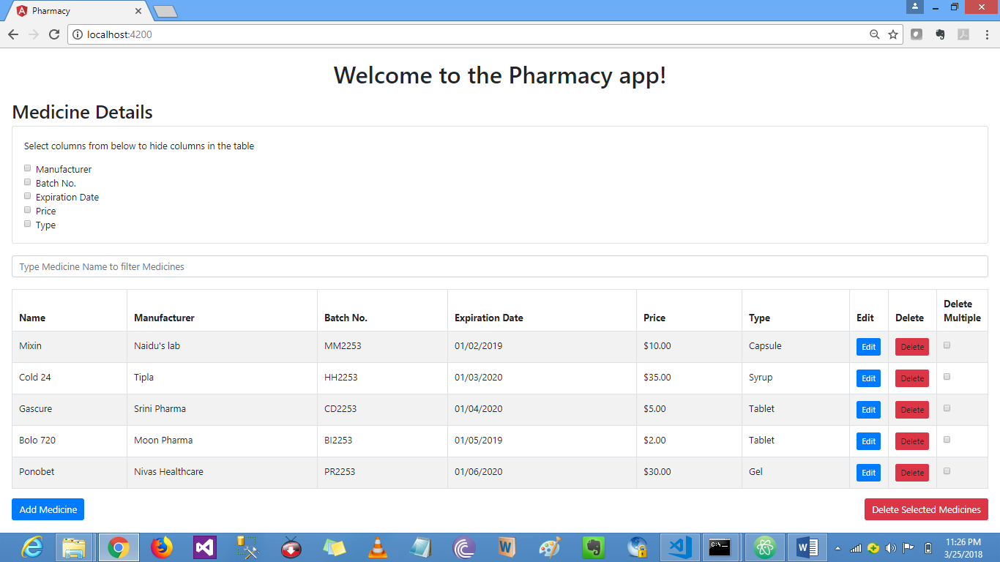 Pharmacy
localhost:4200
Welcome to the Pharmacy app!
Medicine Details
Select columns from below to hide columns in the table
Manufacturer
Batch No.
Expiration Date
Price
Type
Type Medicine Name to filter Medicines
Name Manufacturer Batch No. Expiration Date Price Type Edit Delete Delete Multiple
Mixin Naidu's lab MM2253 01/02/2019 $10.00 Capsule Edit Delete
Cold 24 Tipla HH2253 01/03/2020 $35.00 Syrup Edit Delete
Gascure Srini Pharma CD2253 01/04/2020 $5.00 Tablet Edit Delete
Bolo 720 Moon Pharma BI2253 01/05/2019 $2.00 Tablet Edit Delete
Ponobet Nivas Healthcare PR2253 01/06/2020 $30.00 Gel Edit Delete
Add Medicine Delete Selected Medicines
11:26 PM
3/25/2018